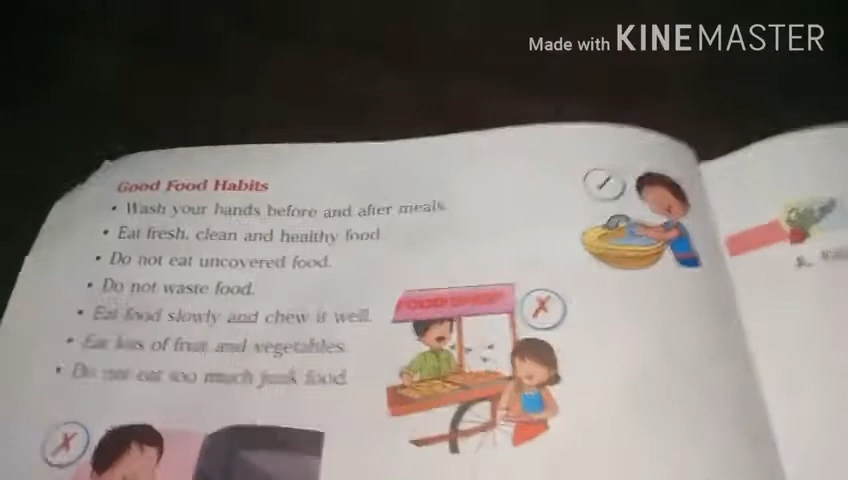 Made with KINEMASTER
Good Food Habits
• Wash your hands before and after meals.
• Eat fresh, clean and healthy food.
• Do not eat uncovered food.
• Do not waste food.
• Eat food slowly and chew it well.
• Eat lots of fruit and vegetables.
• Do not eat too much junk food.
FOOD SHOP